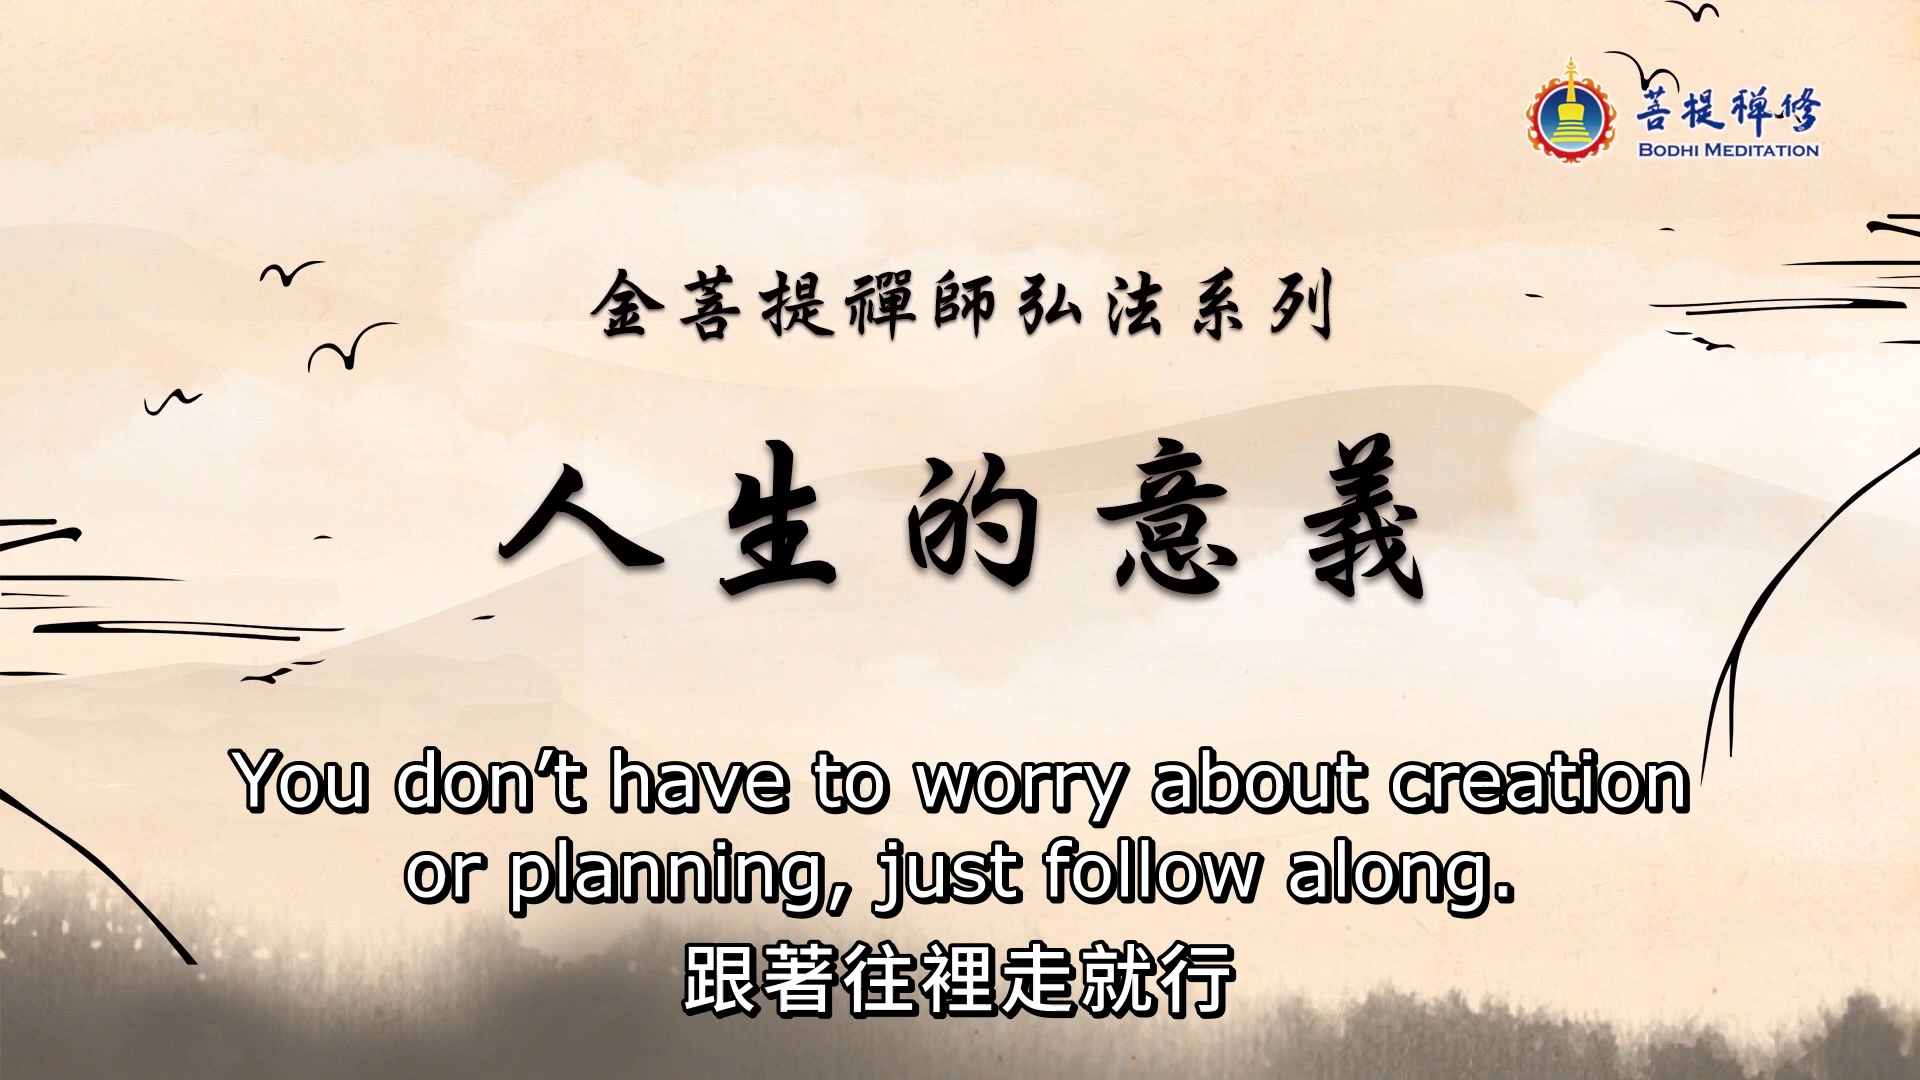 菩提禪修
BODHI MEDITATION
金菩提禪師弘法系列
人生的意義
You don’t have to worry about creation
or planning, just follow along.
跟著往裡走就行